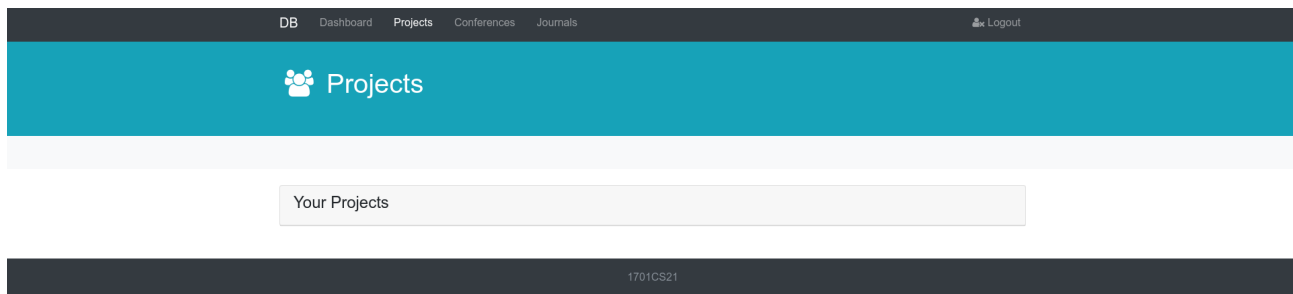 DB Dashboard Projects Conferences Journals Logout
Projects
Your Projects
1701CS21